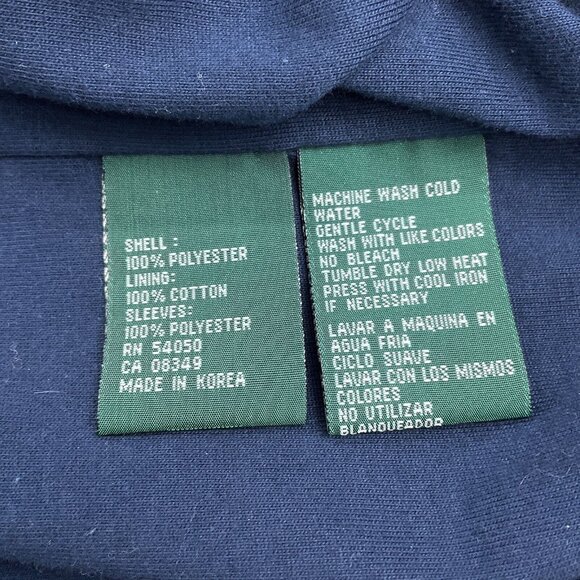 SHELL :
100% POLYESTER
LINING:
100% COTTON
SLEEVES:
100% POLYESTER
RN 54050
CA 08349
MADE IN KOREA
MACHINE WASH COLD
WATER
GENTLE CYCLE
WASH WITH LIKE COLORS
NO BLEACH
TUMBLE DRY LOW HEAT
PRESS WITH COOL IRON
IF NECESSARY
LAVAR A MAQUINA EN
AGUA FRIA
CICLO SUAVE
LAVAR CON LOS MISMOS
COLORES
NO UTILIZAR
BLANQUEADOR